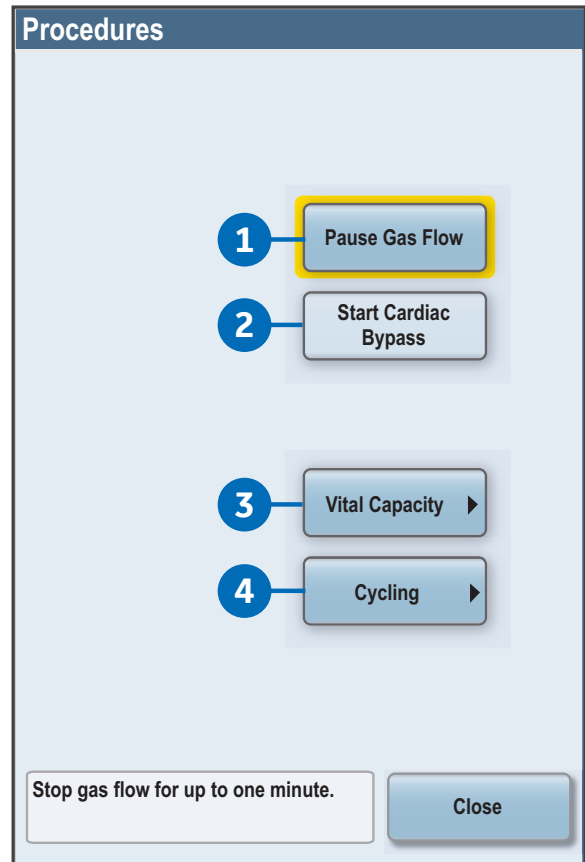 Procedures
1
Pause Gas Flow
2
Start Cardiac
Bypass
3
Vital Capacity
4
Cycling
Stop gas flow for up to one minute.
Close